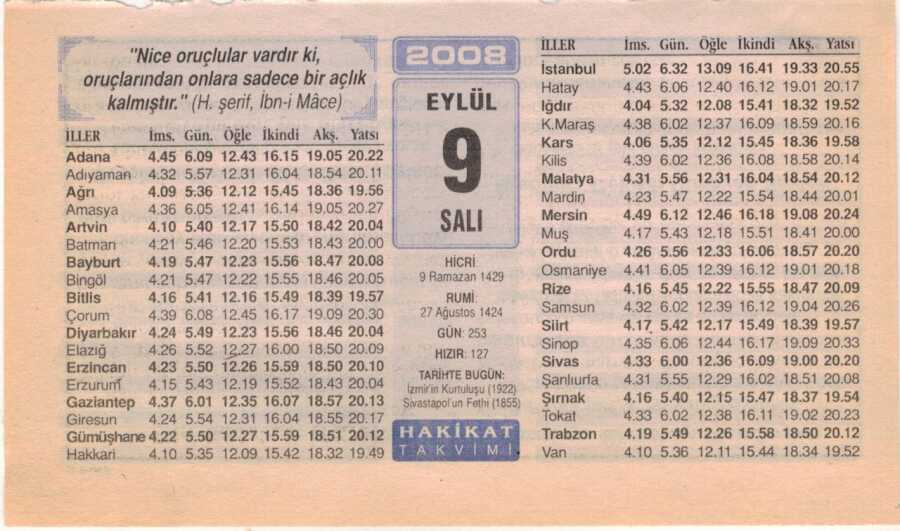 "Nice oruçlular vardır ki,
oruçlarından onlara sadece bir açlık
kalmıştır." (H. şerif, İbn-i Mâce)
İLLER İms. Gün. Öğle İkindi Akş. Yatsı
Adana 4.45 6.09 12.43 16.15 19.05 20.22
Adıyaman 4.32 5.57 12.31 16.04 18.54 20.11
Ağrı 4.09 5.36 12.12 15.45 18.36 19.56
Amasya 4.36 6.05 12.41 16.14 19.05 20.27
Artvin 4.10 5.40 12.17 15.50 18.42 20.04
Batman 4.21 5.46 12.20 15.53 18.43 20.00
Bayburt 4.19 5.47 12.23 15.56 18.47 20.08
Bingöl 4.21 5.47 12.22 15.55 18.46 20.05
Bitlis 4.16 5.41 12.16 15.49 18.39 19.57
Çorum 4.39 6.08 12.45 16.17 19.09 20.30
Diyarbakır 4.24 5.49 12.23 15.56 18.46 20.04
Elazığ 4.26 5.52 12.27 16.00 18.50 20.09
Erzincan 4.23 5.50 12.26 15.59 18.50 20.10
Erzurum 4.15 5.43 12.19 15.52 18.43 20.04
Gaziantep 4.37 6.01 12.35 16.07 18.57 20.13
Giresun 4.24 5.54 12.31 16.04 18.55 20.17
Gümüşhane 4.22 5.50 12.27 15.59 18.51 20.12
Hakkari 4.10 5.35 12.09 15.42 18.32 19.49
2008
EYLÜL
9
SALI
HİCRİ
9 Ramazan 1429
RUMİ:
27 Ağustos 1424
GÜN: 253
HIZIR: 127
TARİHTE BUGÜN:
İzmir'in Kurtuluşu (1922)
Sivastapol'un Fethi (1855)
HAKİKAT
TAKVİMİ
İLLER İms. Gün. Öğle İkindi Akş. Yatsı
İstanbul 5.02 6.32 13.09 16.41 19.33 20.55
Hatay 4.43 6.06 12.40 16.12 19.01 20.17
Iğdır 4.04 5.32 12.08 15.41 18.32 19.52
K.Maraş 4.38 6.02 12.37 16.09 18.59 20.16
Kars 4.06 5.35 12.12 15.45 18.36 19.58
Kilis 4.39 6.02 12.36 16.08 18.58 20.14
Malatya 4.31 5.56 12.31 16.04 18.54 20.12
Mardin 4.23 5.47 12.22 15.54 18.44 20.01
Mersin 4.49 6.12 12.46 16.18 19.08 20.24
Muş 4.17 5.43 12.18 15.51 18.41 20.00
Ordu 4.26 5.56 12.33 16.06 18.57 20.20
Osmaniye 4.41 6.05 12.39 16.12 19.01 20.18
Rize 4.16 5.45 12.22 15.55 18.47 20.09
Samsun 4.32 6.02 12.39 16.12 19.04 20.26
Siirt 4.17 5.42 12.17 15.49 18.39 19.57
Sinop 4.35 6.06 12.44 16.17 19.09 20.33
Sivas 4.33 6.00 12.36 16.09 19.00 20.20
Şanlıurfa 4.31 5.55 12.29 16.02 18.51 20.08
Şırnak 4.16 5.40 12.15 15.47 18.37 19.54
Tokat 4.33 6.02 12.38 16.11 19.02 20.23
Trabzon 4.19 5.49 12.26 15.58 18.50 20.12
Van 4.10 5.36 12.11 15.44 18.34 19.52